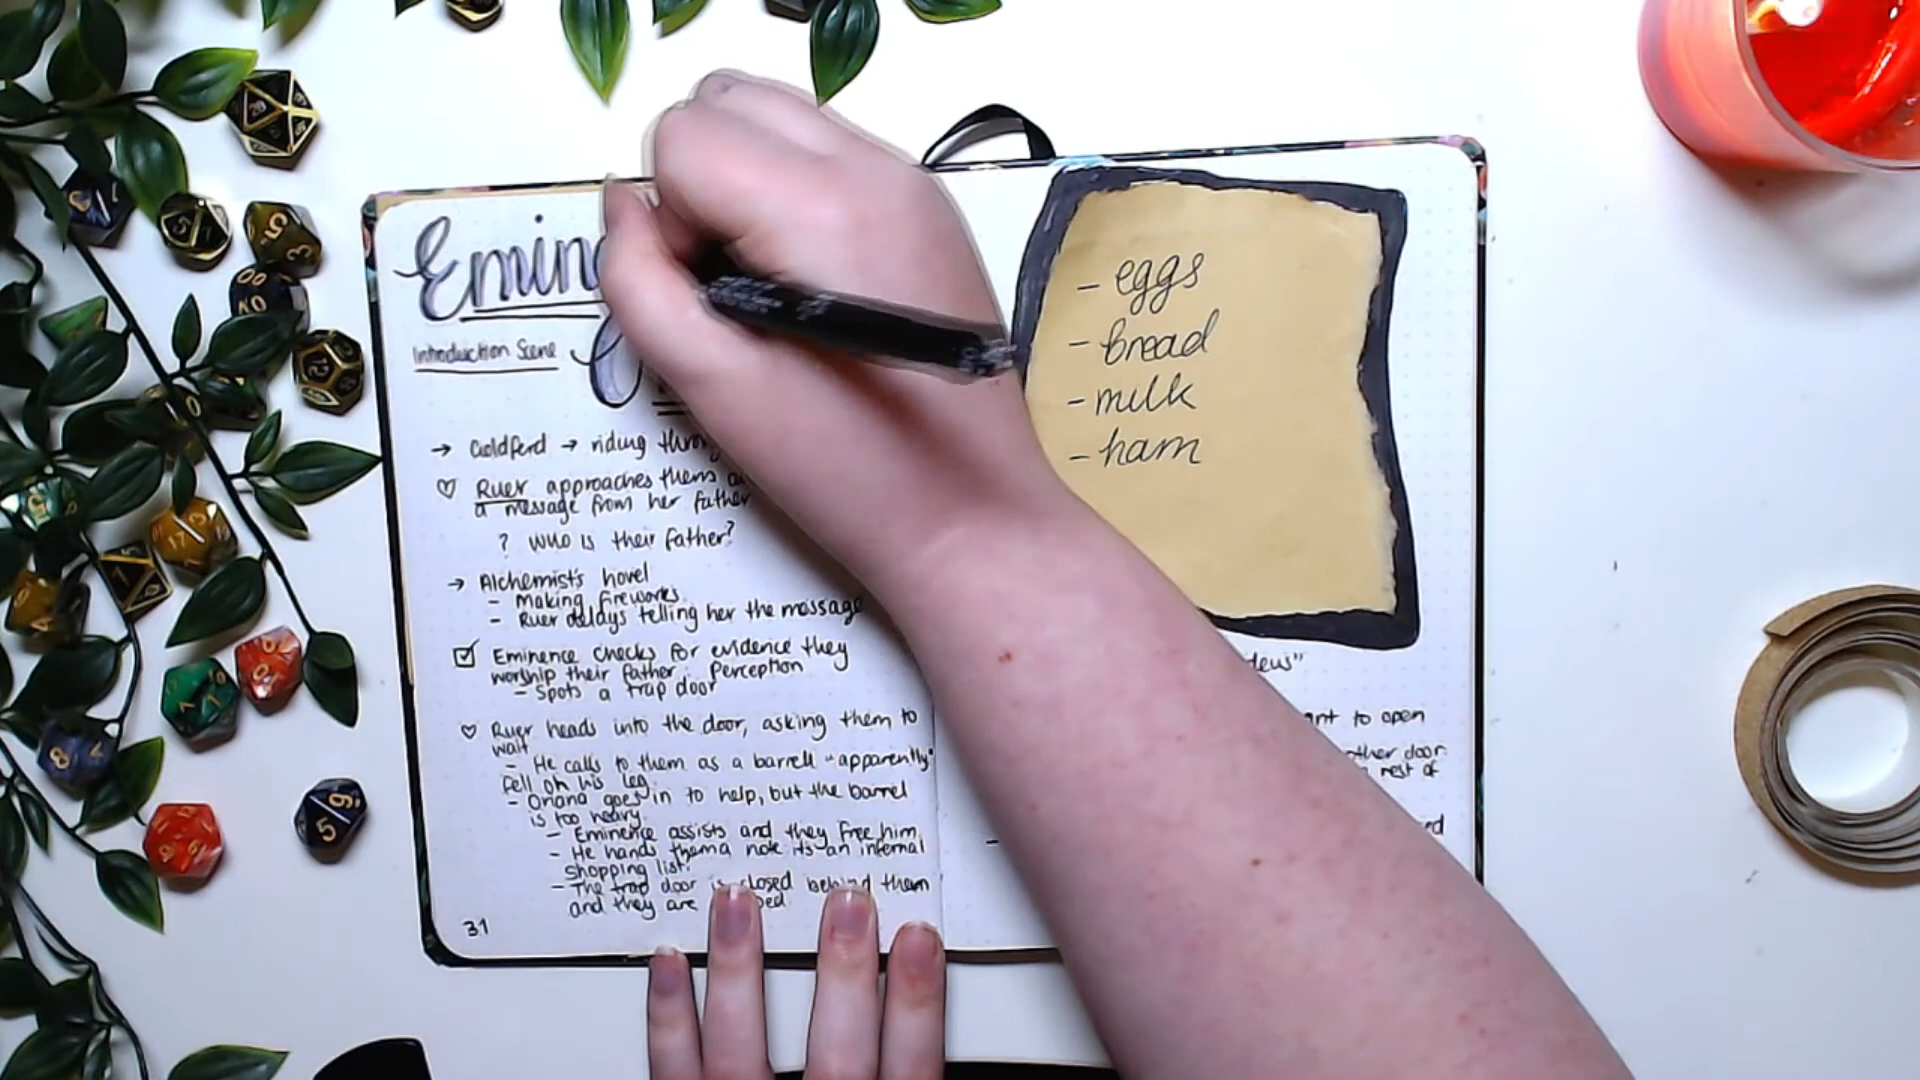 Introduction Scene
→ Goldferd → riding
♡ Ruer approaches them
a message from her father
? Who is their father?
→ Alchemist's hovel
- Making fireworks
- Ruer delays telling her the message
Eminence checks for evidence they
worship their father: Perception
- Spots a trap door
♡ Ruer heads into the door, asking them to
wait
- He calls to them as a barrell "apparently"
fell on his leg.
- Oriana goes in to help, but the barrel
is too heavy.
- Eminence assists and they free him.
- He hands them a note its an infernal
shopping list.
- The trap door is closed behind them
and they are
31
- eggs
- bread
- milk
- ham
to open
other door
rest of